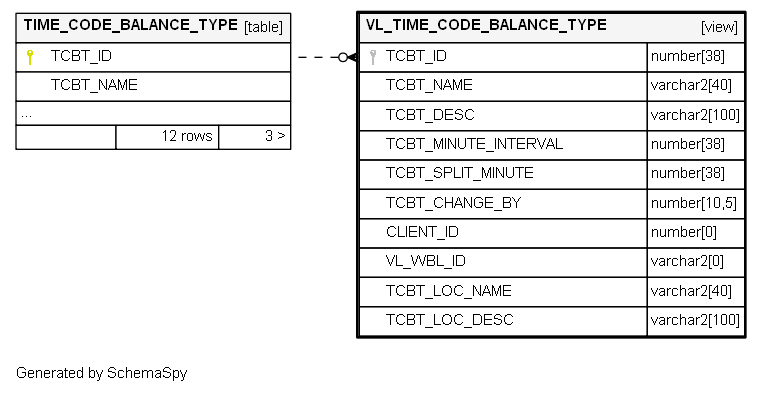 TIME_CODE_BALANCE_TYPE [table]
TCBT_ID
TCBT_NAME
...
12 rows 3 >
VL_TIME_CODE_BALANCE_TYPE [view]
TCBT_ID number[38]
TCBT_NAME varchar2[40]
TCBT_DESC varchar2[100]
TCBT_MINUTE_INTERVAL number[38]
TCBT_SPLIT_MINUTE number[38]
TCBT_CHANGE_BY number[10,5]
CLIENT_ID number[0]
VL_WBL_ID varchar2[0]
TCBT_LOC_NAME varchar2[40]
TCBT_LOC_DESC varchar2[100]
Generated by SchemaSpy